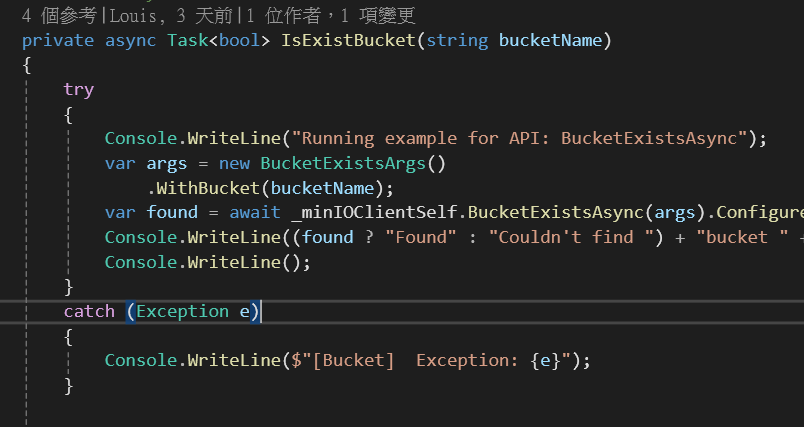 4 個參考|Louis, 3 天前|1 位作者，1 項變更
private async Task<bool> IsExistBucket(string bucketName)
{
try
{
Console.WriteLine("Running example for API: BucketExistsAsync");
var args = new BucketExistsArgs()
.WithBucket(bucketName);
var found = await _minIOClientSelf.BucketExistsAsync(args).Configure
Console.WriteLine((found ? "Found" : "Couldn't find ") + "bucket " +
Console.WriteLine();
}
catch (Exception e)
{
Console.WriteLine($"[Bucket]  Exception: {e}");
}